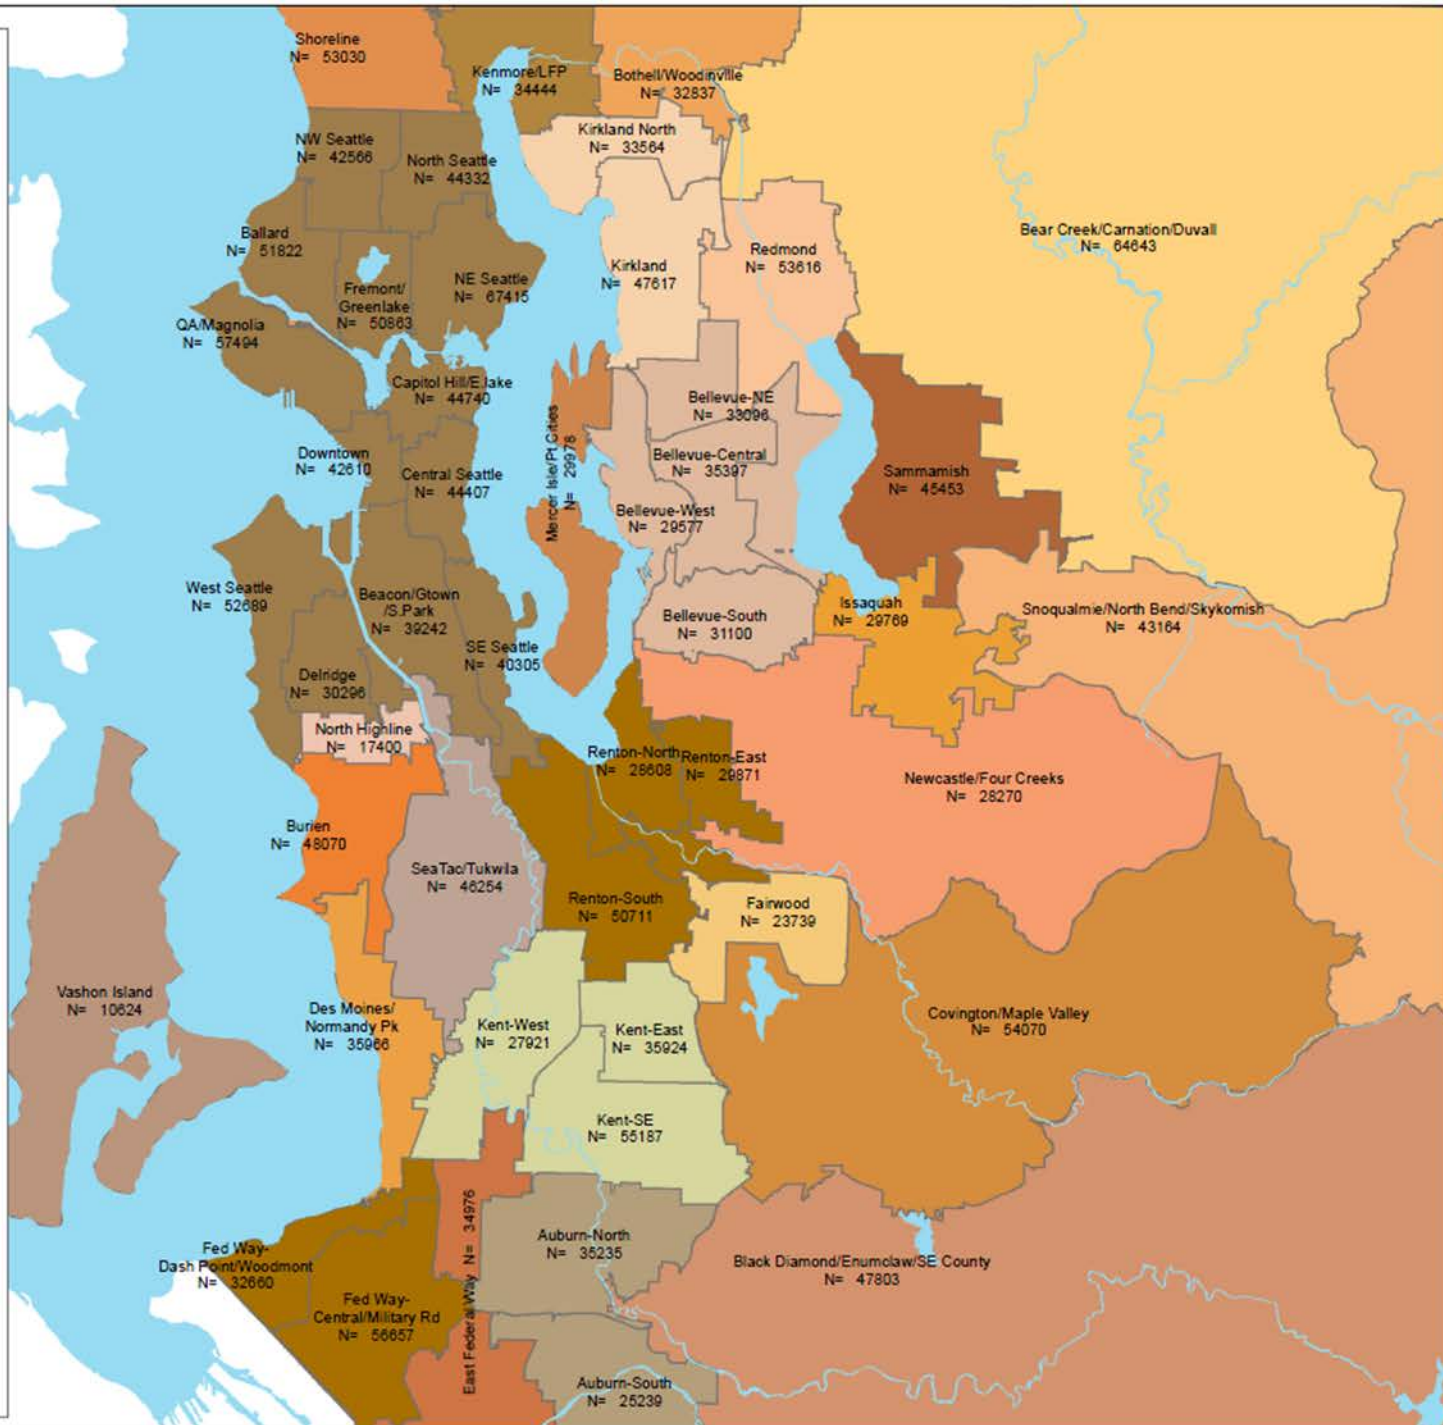 Shoreline
N= 53030
Kenmore/LFP
N= 34444
Bothell/Woodinville
N= 32837
NW Seattle
N= 42566
North Seattle
N= 44332
Kirkland North
N= 33564
Ballard
N= 51822
Fremont/
Greenlake
N= 50863
NE Seattle
N= 67415
Kirkland
N= 47617
Redmond
N= 53616
Bear Creek/Carnation/Duvall
N= 64643
QA/Magnolia
N= 57494
Capitol Hill/E.lake
N= 44740
Bellevue-NE
N= 33096
Downtown
N= 42610
Central Seattle
N= 44407
Mercer Isle/Pt Cities
N= 29978
Bellevue-Central
N= 35397
Sammamish
N= 45453
Bellevue-West
N= 29577
West Seattle
N= 52689
Beacon/Gtown
/S.Park
N= 39242
Bellevue-South
N= 31100
Issaquah
N= 29769
Snoqualmie/North Bend/Skykomish
N= 43164
SE Seattle
N= 40305
Delridge
N= 30296
North Highline
N= 17400
Renton-North
N= 28608
Renton-East
N= 29871
Newcastle/Four Creeks
N= 28270
Burien
N= 48070
SeaTac/Tukwila
N= 46254
Renton-South
N= 50711
Fairwood
N= 23739
Vashon Island
N= 10624
Des Moines/
Normandy Pk
N= 35966
Kent-West
N= 27921
Kent-East
N= 35924
Covington/Maple Valley
N= 54070
Kent-SE
N= 55187
East Federal Way N= 34976
Auburn-North
N= 35235
Fed Way-
Dash Point/Woodmont
N= 32660
Black Diamond/Enumclaw/SE County
N= 47803
Fed Way-
Central/Military Rd
N= 56657
Auburn-South
N= 25239